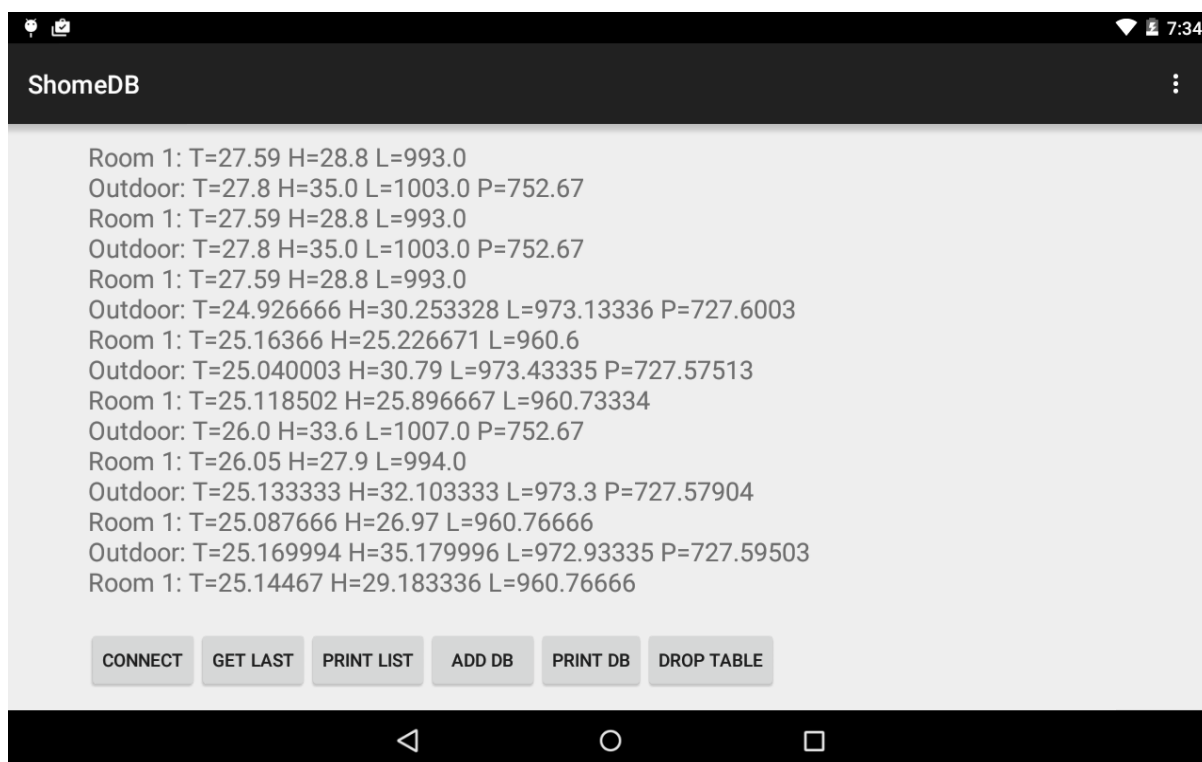 7:34
ShomeDB
Room 1: T=27.59 H=28.8 L=993.0
Outdoor: T=27.8 H=35.0 L=1003.0 P=752.67
Room 1: T=27.59 H=28.8 L=993.0
Outdoor: T=27.8 H=35.0 L=1003.0 P=752.67
Room 1: T=27.59 H=28.8 L=993.0
Outdoor: T=24.926666 H=30.253328 L=973.13336 P=727.6003
Room 1: T=25.16366 H=25.226671 L=960.6
Outdoor: T=25.040003 H=30.79 L=973.43335 P=727.57513
Room 1: T=25.118502 H=25.896667 L=960.73334
Outdoor: T=26.0 H=33.6 L=1007.0 P=752.67
Room 1: T=26.05 H=27.9 L=994.0
Outdoor: T=25.133333 H=32.103333 L=973.3 P=727.57904
Room 1: T=25.087666 H=26.97 L=960.76666
Outdoor: T=25.169994 H=35.179996 L=972.93335 P=727.59503
Room 1: T=25.14467 H=29.183336 L=960.76666
CONNECT GET LAST PRINT LIST ADD DB PRINT DB DROP TABLE